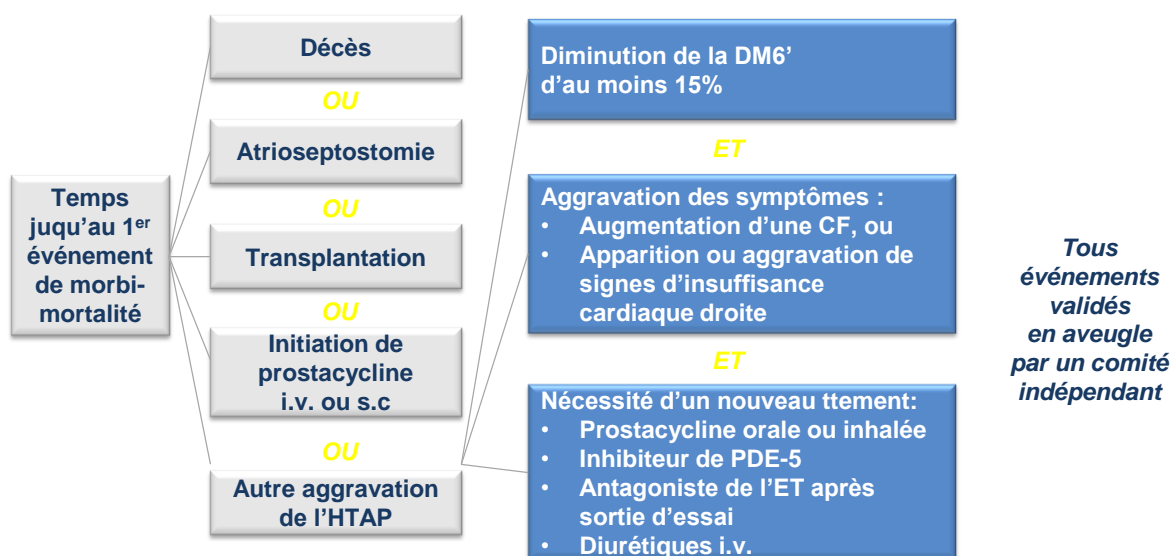 Temps
juqu'au 1er
événement
de morbi-
mortalité
Décès
OU
Atrioseptostomie
OU
Transplantation
OU
Initiation de
prostacycline
i.v. ou s.c
OU
Autre aggravation
de l'HTAP
Diminution de la DM6'
d'au moins 15%
ET
Aggravation des symptômes :
• Augmentation d'une CF, ou
• Apparition ou aggravation de
signes d'insuffisance
cardiaque droite
ET
Nécessité d'un nouveau ttement:
• Prostacycline orale ou inhalée
• Inhibiteur de PDE-5
• Antagoniste de l'ET après
sortie d'essai
• Diurétiques i.v.
Tous
événements
validés
en aveugle
par un comité
indépendant